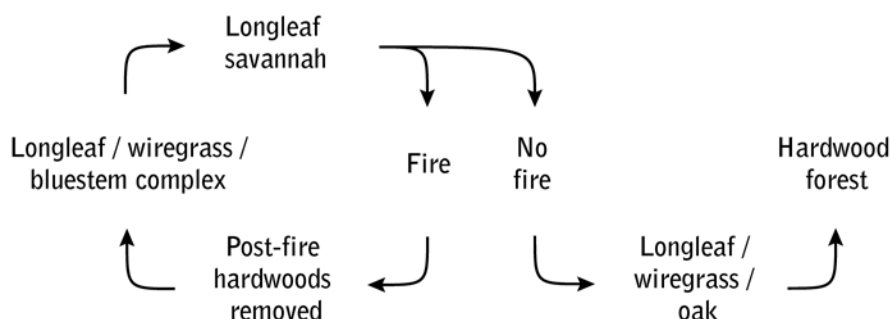 Longleaf
savannah
Longleaf / wiregrass /
bluestem complex
Fire
No
fire
Hardwood
forest
Post-fire
hardwoods
removed
Longleaf /
wiregrass /
oak